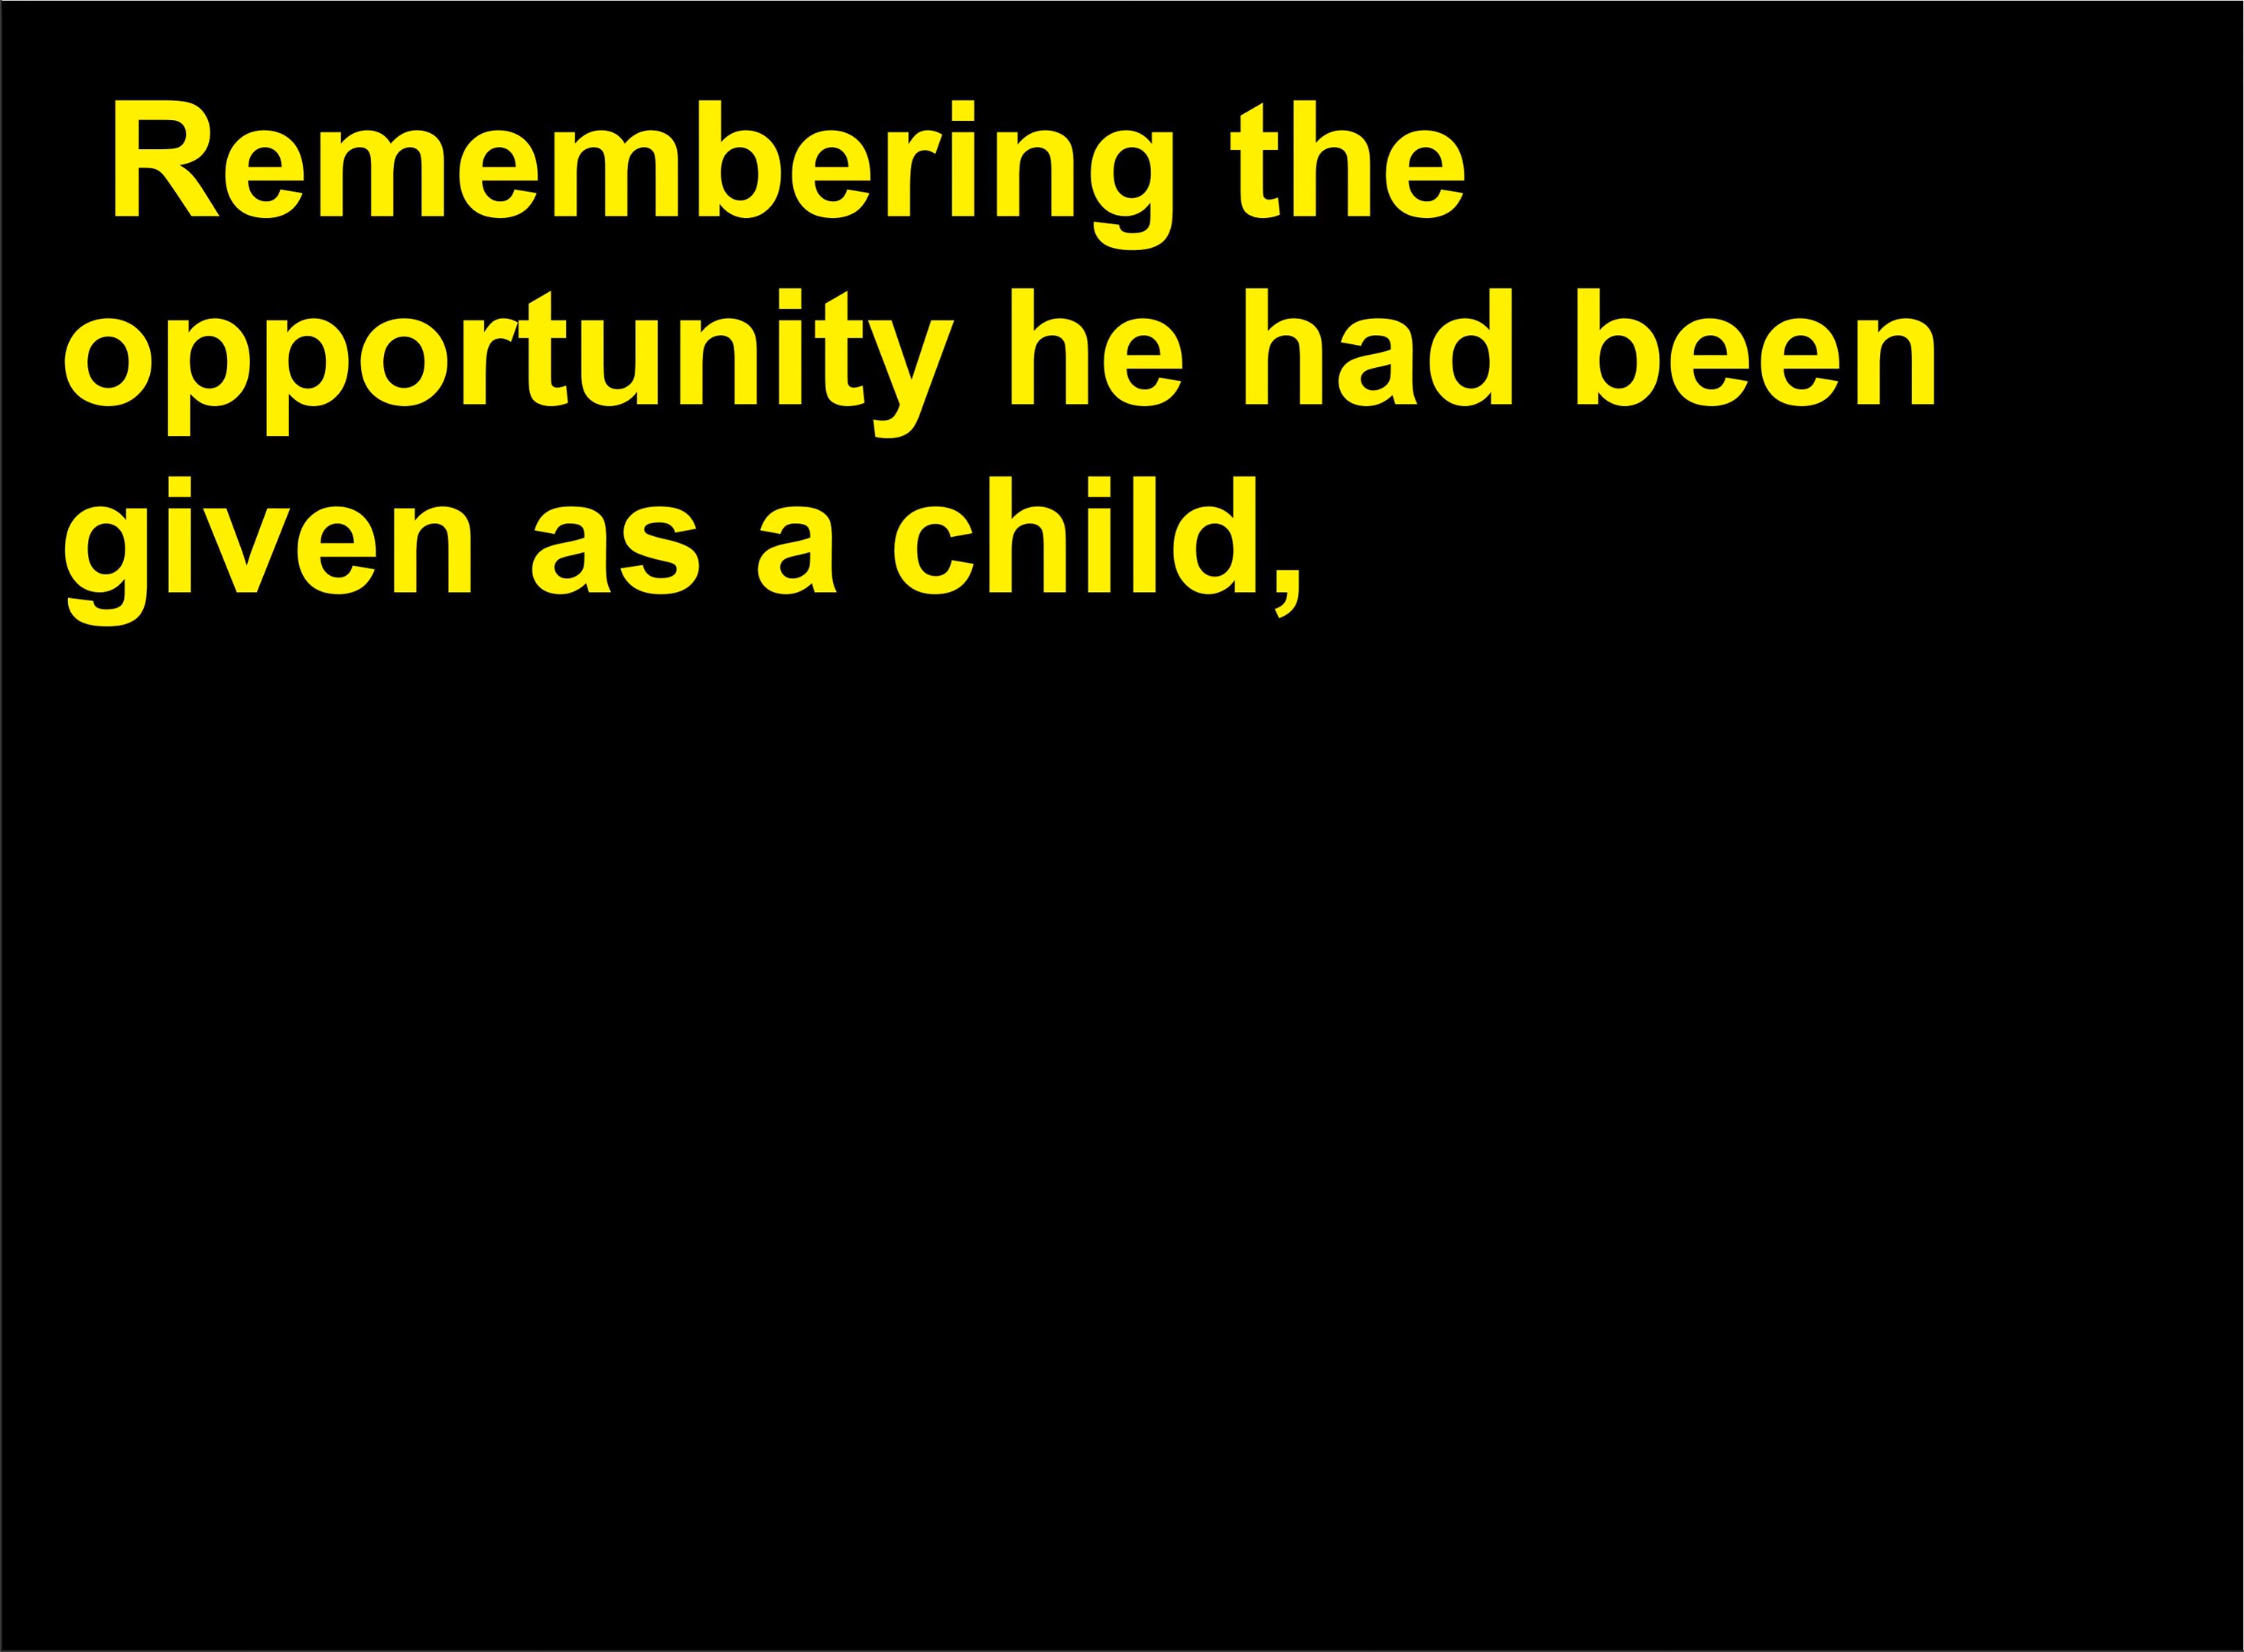 Remembering the
opportunity he had been
given as a child,